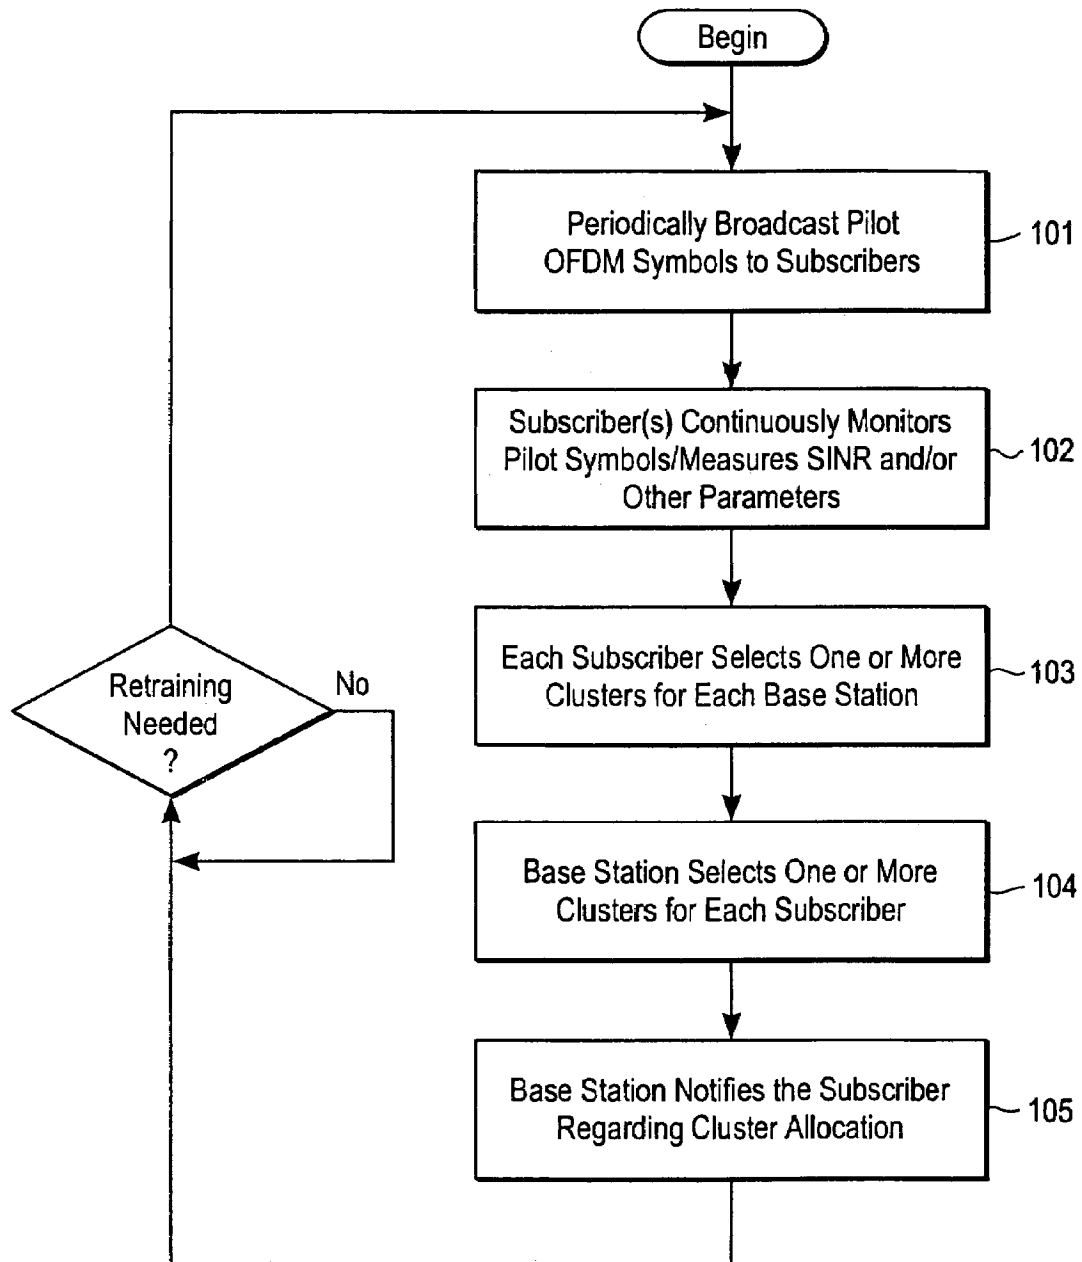 Begin
Periodically Broadcast Pilot
OFDM Symbols to Subscribers
101
Subscriber(s) Continuously Monitors
Pilot Symbols/Measures SINR and/or
Other Parameters
102
Each Subscriber Selects One or More
Clusters for Each Base Station
103
Retraining
Needed
?
No
Base Station Selects One or More
Clusters for Each Subscriber
104
Base Station Notifies the Subscriber
Regarding Cluster Allocation
105